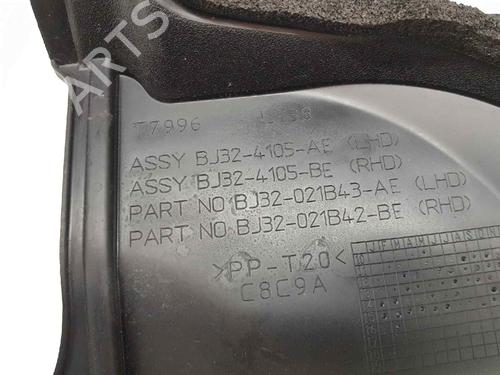 T7996
ASSY BJ32-4105-AE (LHD)
ASSY BJ32-4105-BE (RHD)
PART NO BJ32-021B43-AE (LHD)
PART NO BJ32-021B42-BE (RHD)
>PP-T20<
C8C9A
J F M A M J J A S O N D